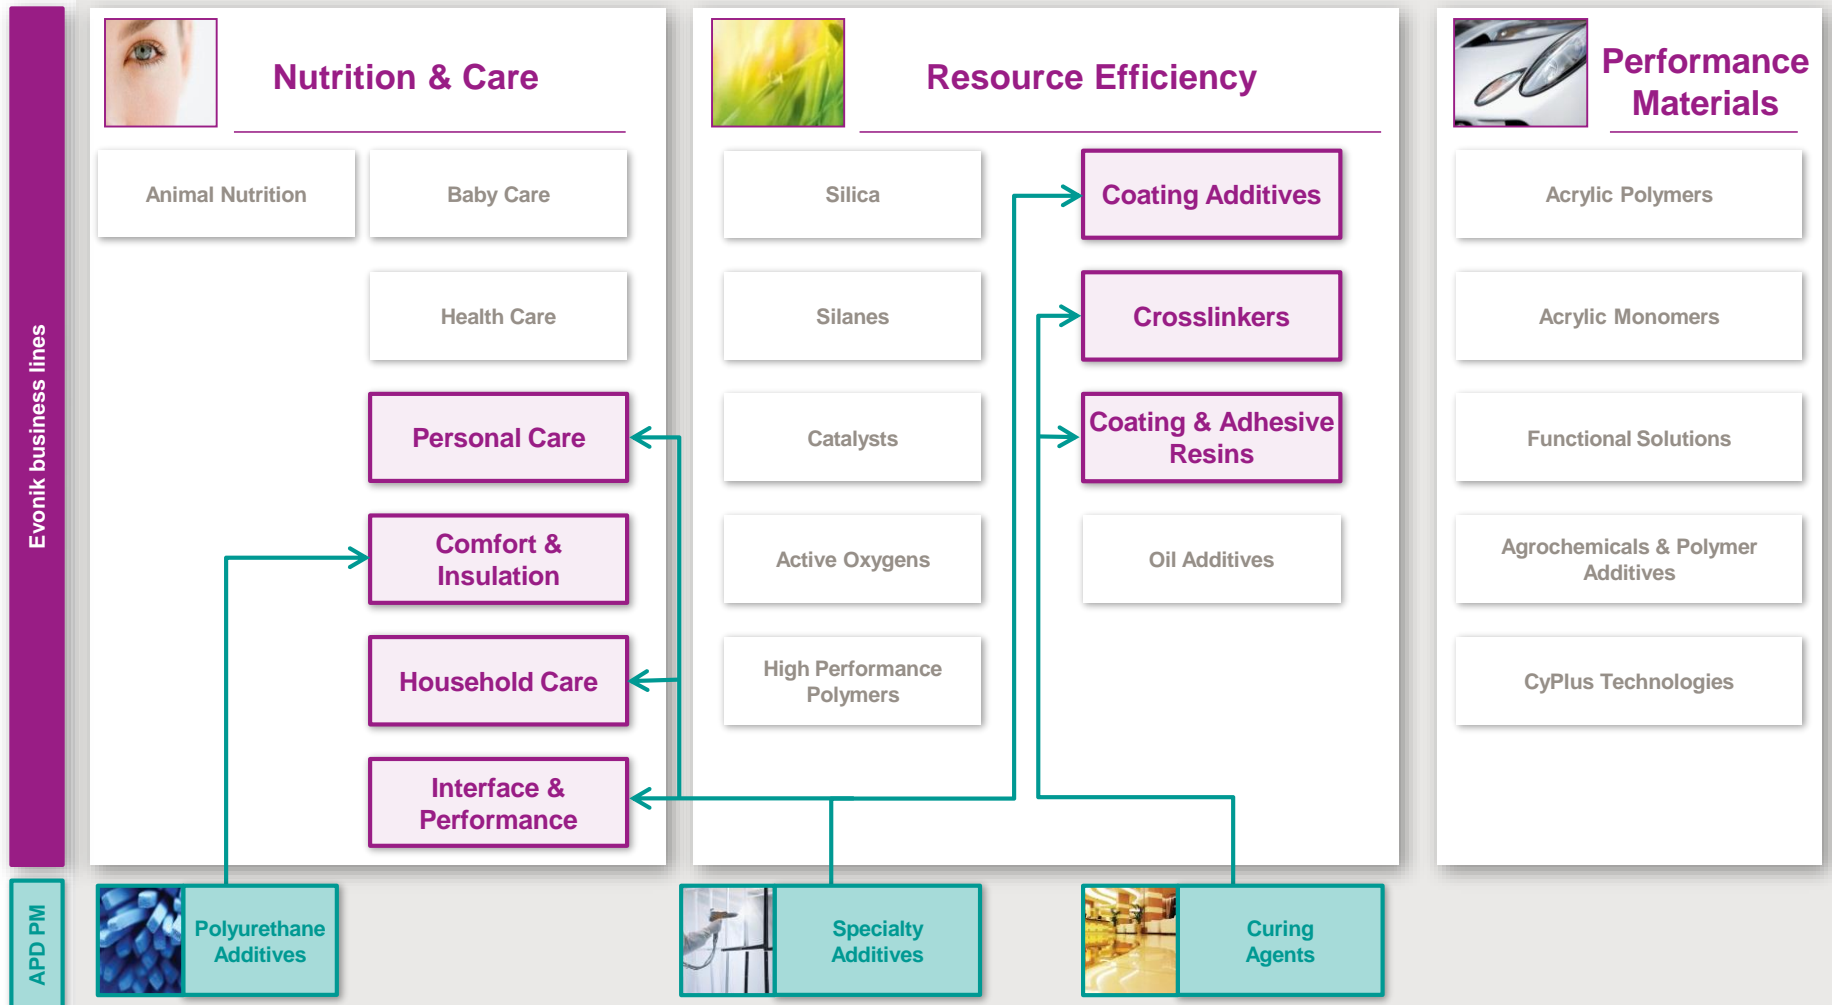 Evonik business lines
Nutrition & Care
Animal Nutrition
Baby Care
Health Care
Personal Care
Comfort &
Insulation
Household Care
Interface &
Performance
Resource Efficiency
Silica
Silanes
Catalysts
Active Oxygens
High Performance
Polymers
Coating Additives
Crosslinkers
Coating & Adhesive
Resins
Oil Additives
Performance
Materials
Acrylic Polymers
Acrylic Monomers
Functional Solutions
Agrochemicals & Polymer
Additives
CyPlus Technologies
APD PM
Polyurethane
Additives
Specialty
Additives
Curing
Agents